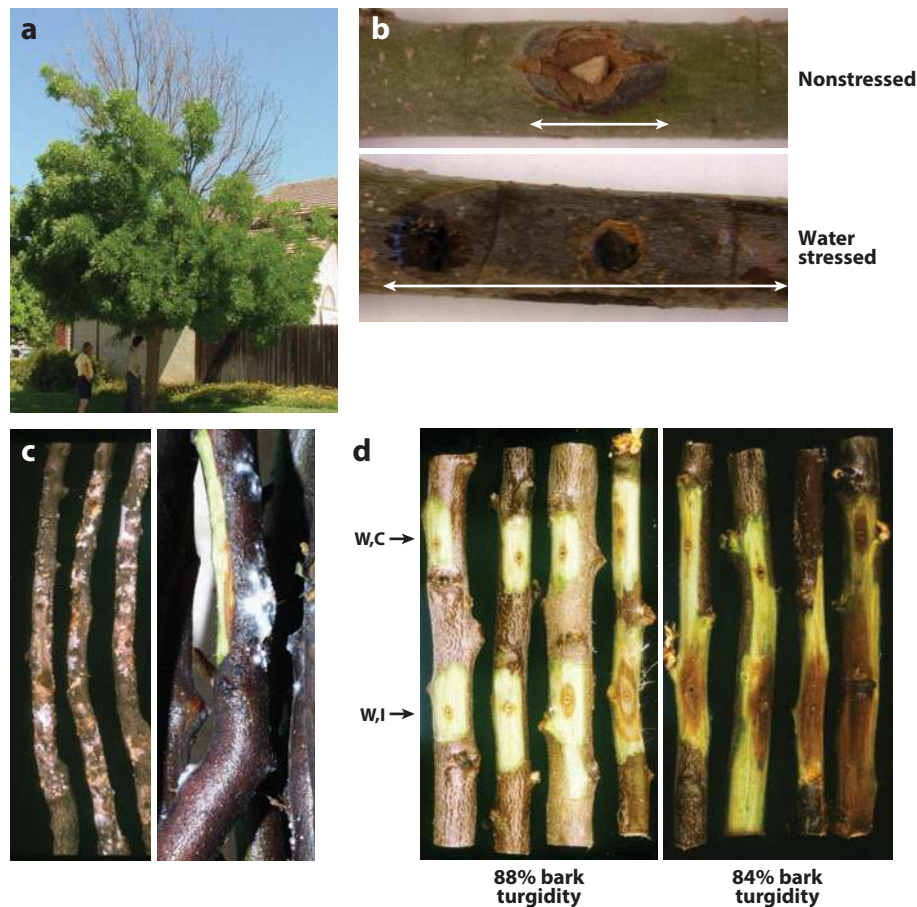 a
b
Nonstressed
Water
stressed
c
d
W,C
W,I
88% bark
turgidity
84% bark
turgidity